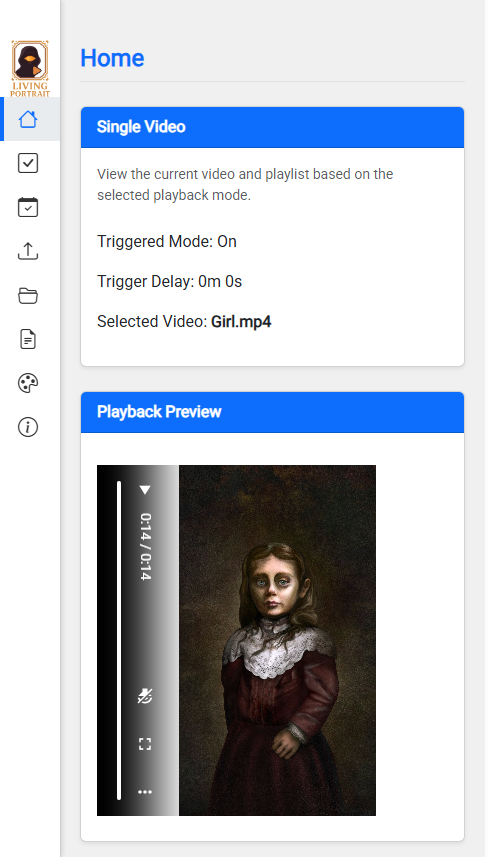 LIVING
PORTRAIT
Home
Single Video
View the current video and playlist based on the
selected playback mode.
Triggered Mode: On
Trigger Delay: 0m 0s
Selected Video: Girl.mp4
Playback Preview
0:14 / 0:14